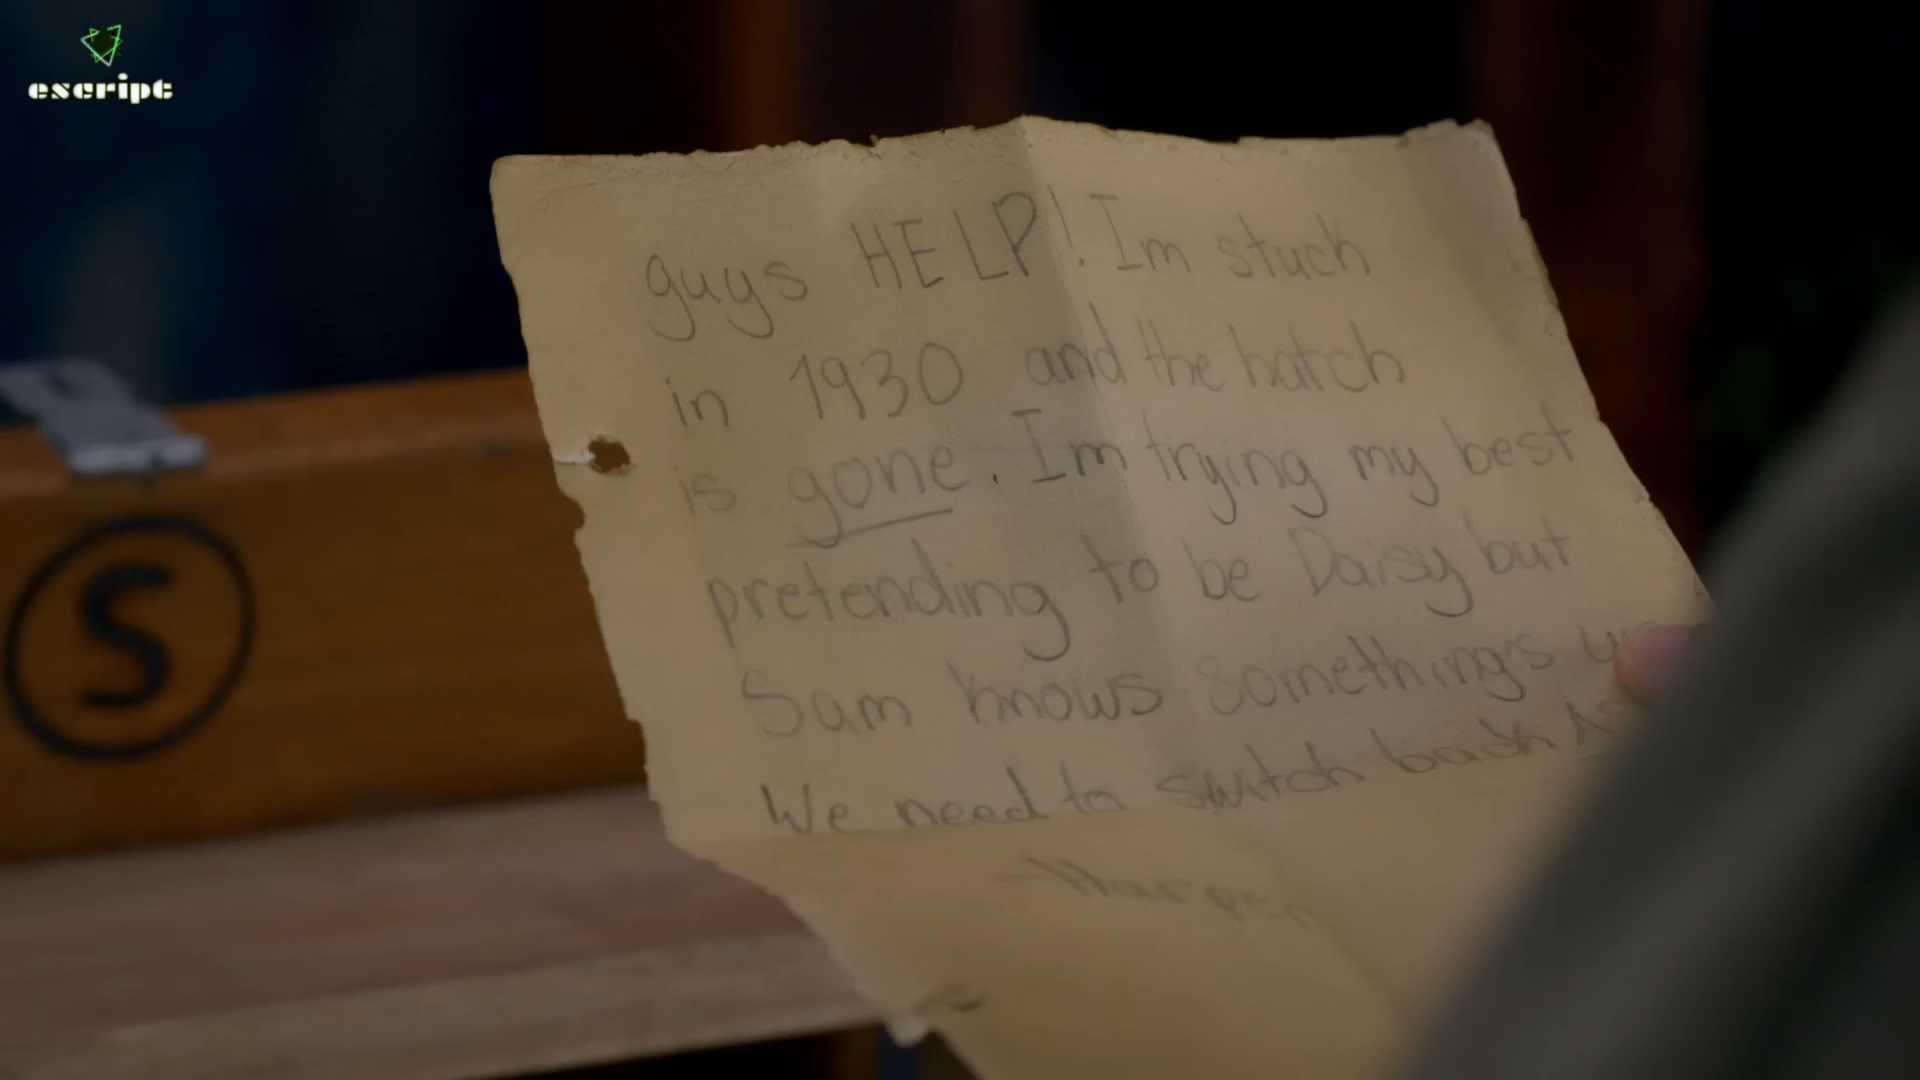 escript
guys HELP! Im stuck
in 1930 and the hatch
is gone. Im trying my best
pretending to be Daisy but
Sam knows something's
We need to switch back
-Harper
S